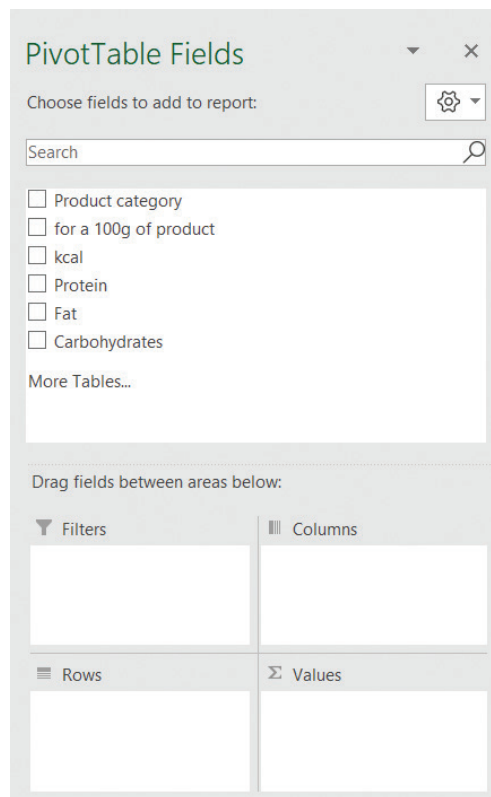 PivotTable Fields
Choose fields to add to report:
Search
Product category
for a 100g of product
kcal
Protein
Fat
Carbohydrates
More Tables...
Drag fields between areas below:
Filters
Columns
Rows
Σ Values